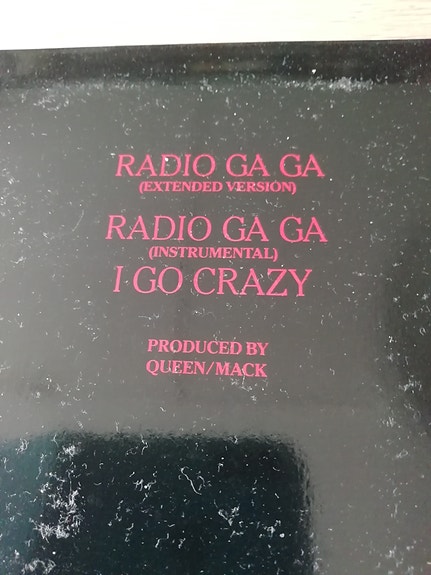 RADIO GA GA
(EXTENDED VERSION)
RADIO GA GA
(INSTRUMENTAL)
I GO CRAZY
PRODUCED BY
QUEEN/MACK